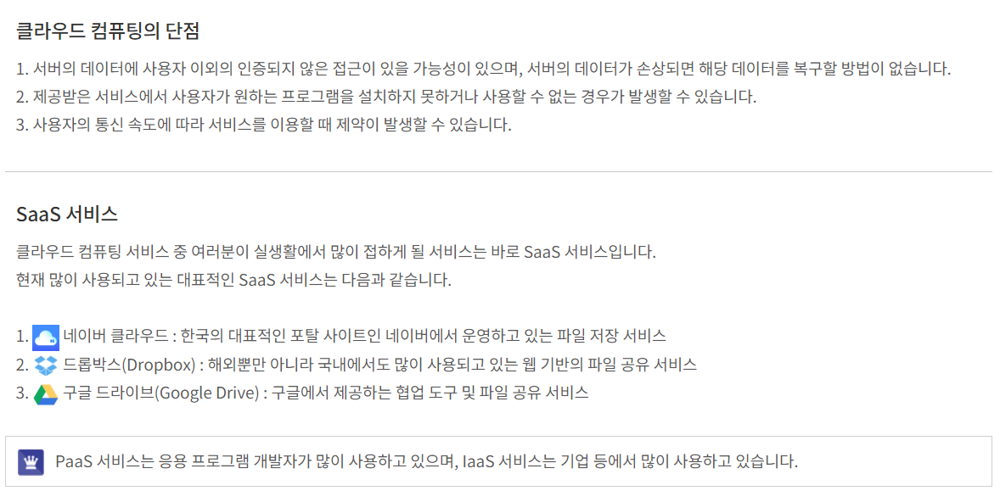 클라우드 컴퓨팅의 단점
1. 서버의 데이터에 사용자 이외의 인증되지 않은 접근이 있을 가능성이 있으며, 서버의 데이터가 손상되면 해당 데이터를 복구할 방법이 없습니다.
2. 제공받은 서비스에서 사용자가 원하는 프로그램을 설치하지 못하거나 사용할 수 없는 경우가 발생할 수 있습니다.
3. 사용자의 통신 속도에 따라 서비스를 이용할 때 제약이 발생할 수 있습니다.
SaaS 서비스
클라우드 컴퓨팅 서비스 중 여러분이 실생활에서 많이 접하게 될 서비스는 바로 SaaS 서비스입니다.
현재 많이 사용되고 있는 대표적인 SaaS 서비스는 다음과 같습니다.
1. 네이버 클라우드 : 한국의 대표적인 포탈 사이트인 네이버에서 운영하고 있는 파일 저장 서비스
2. 드롭박스(Dropbox) : 해외뿐만 아니라 국내에서도 많이 사용되고 있는 웹 기반의 파일 공유 서비스
3. 구글 드라이브(Google Drive) : 구글에서 제공하는 협업 도구 및 파일 공유 서비스
PaaS 서비스는 응용 프로그램 개발자가 많이 사용하고 있으며, IaaS 서비스는 기업 등에서 많이 사용하고 있습니다.